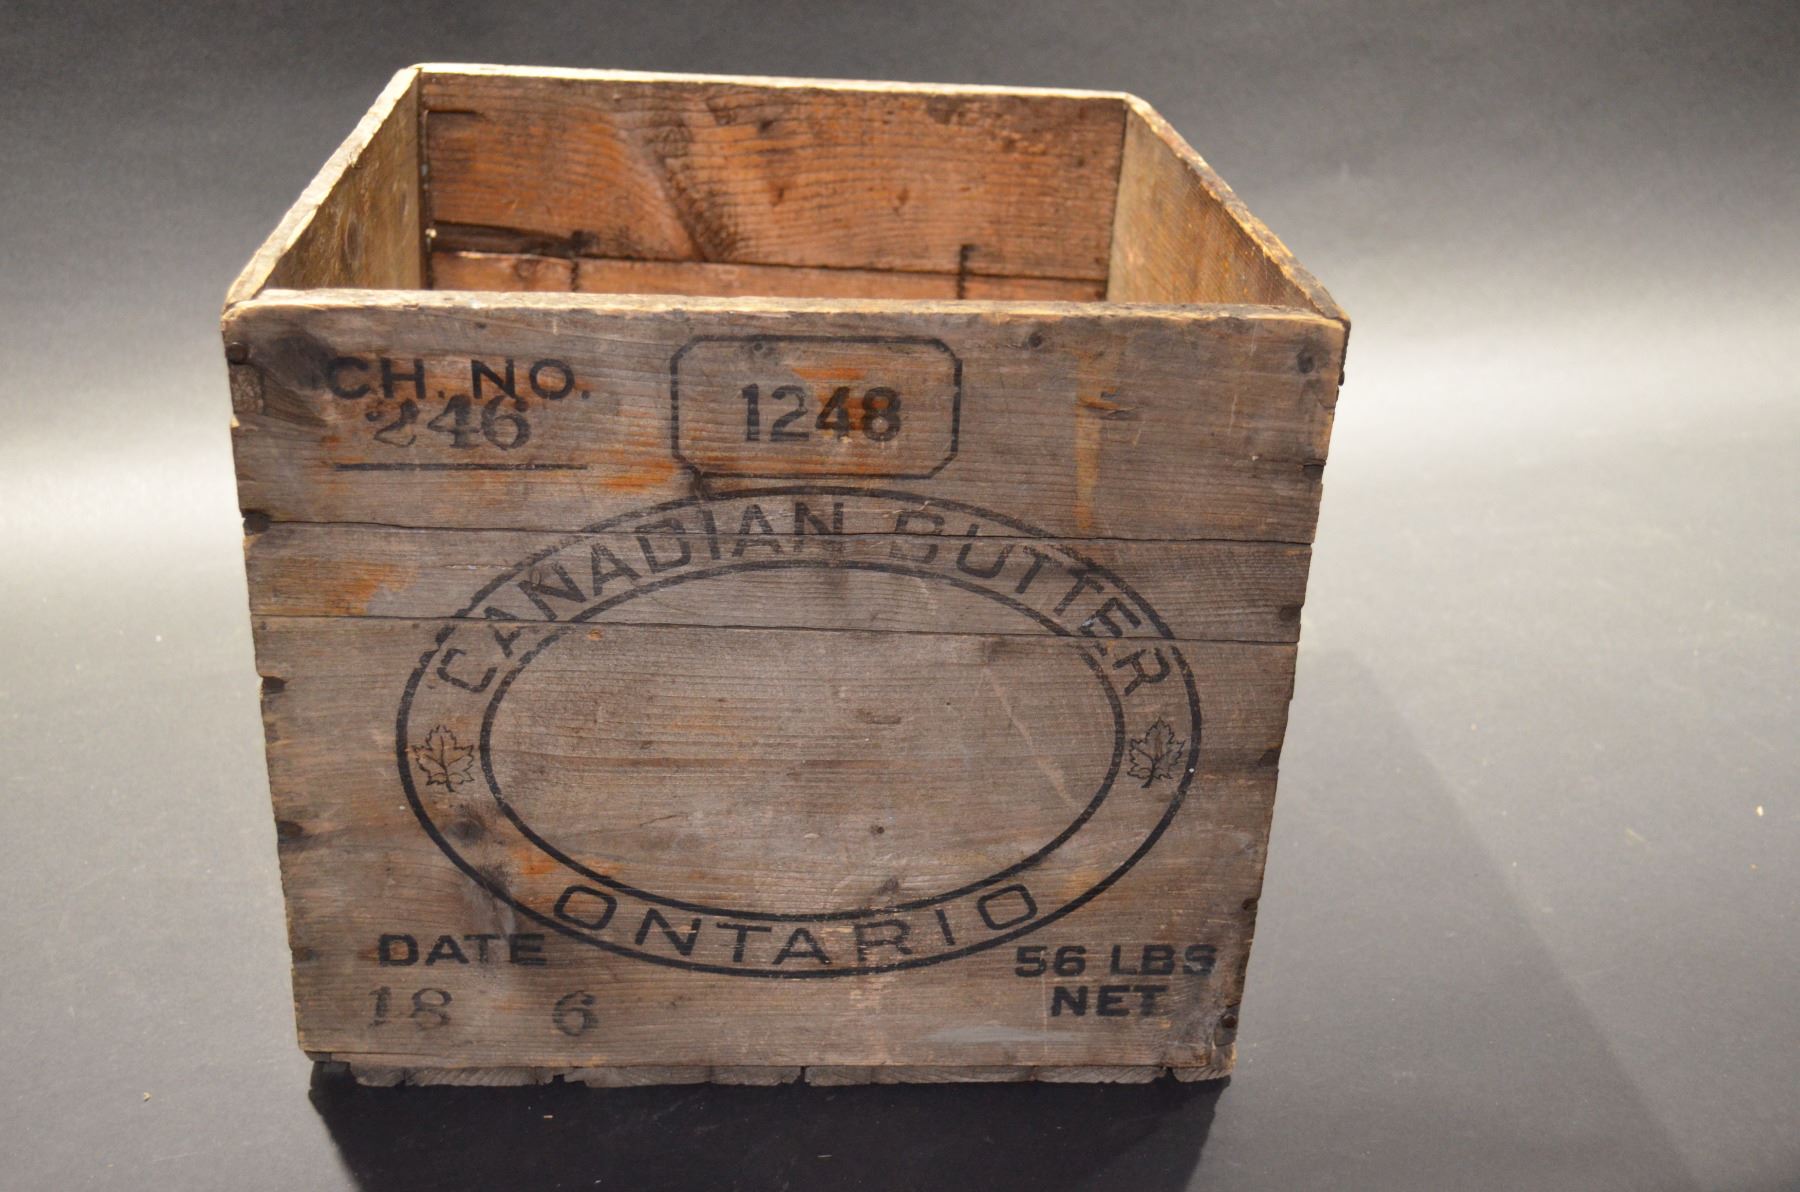 CH. NO.
246
1248
CANADIAN BUTTER
ONTARIO
DATE
18 6
56 LBS
NET